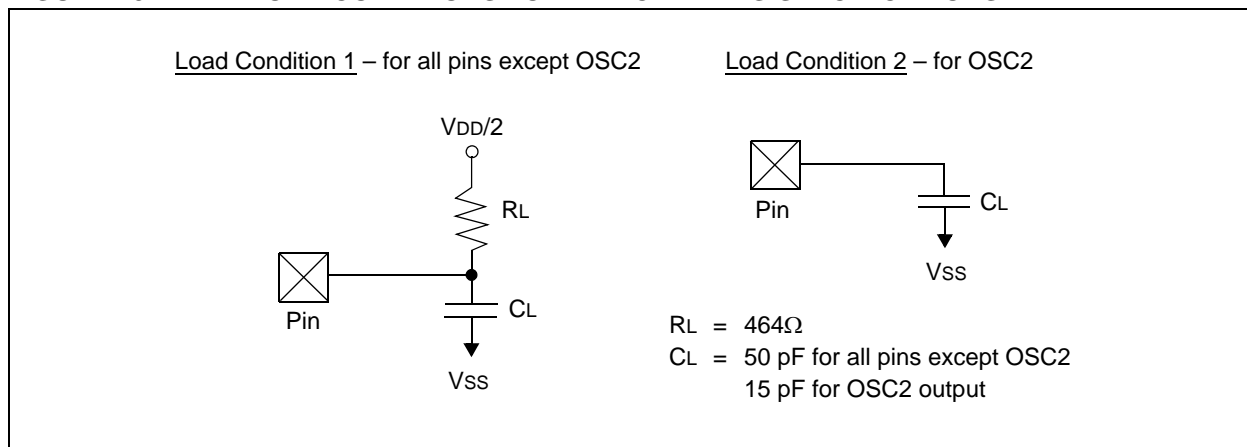 Load Condition 1 – for all pins except OSC2
Load Condition 2 – for OSC2
VDD/2
RL
Pin
CL
VSS
Pin
CL
VSS
RL = 464Ω
CL = 50 pF for all pins except OSC2
15 pF for OSC2 output